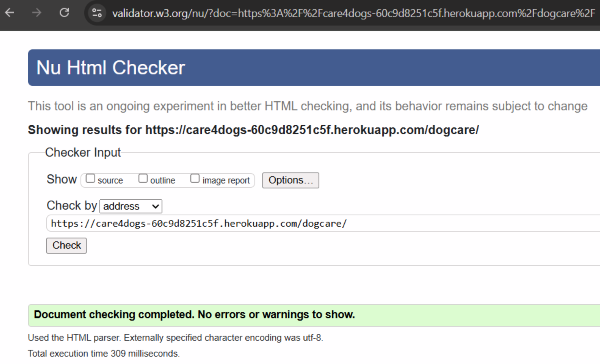 validator.w3.org/nu/?doc=https%3A%2F%2Fcare4dogs-60c9d8251c5f.herokuapp.com%2Fdogcare%2F
Nu Html Checker
This tool is an ongoing experiment in better HTML checking, and its behavior remains subject to change
Showing results for https://care4dogs-60c9d8251c5f.herokuapp.com/dogcare/
Checker Input
Show source outline image report Options...
Check by address
https://care4dogs-60c9d8251c5f.herokuapp.com/dogcare/
Check
Document checking completed. No errors or warnings to show.
Used the HTML parser. Externally specified character encoding was utf-8.
Total execution time 309 milliseconds.